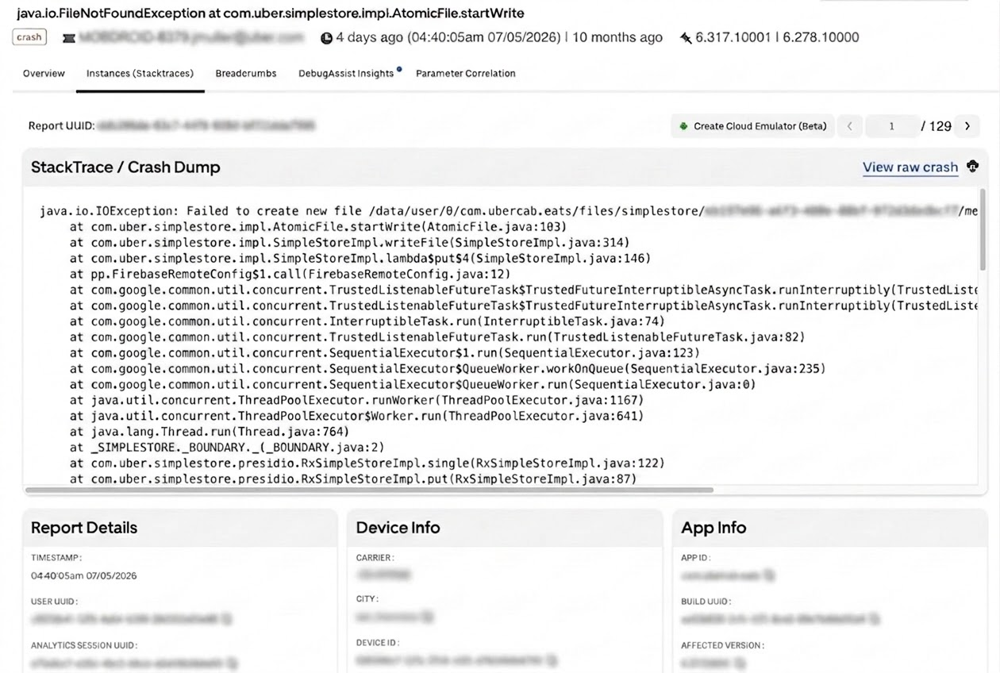 java.io.FileNotFoundException at com.uber.simplestore.impl.AtomicFile.startWrite
crash 4 days ago (04:40:05am 07/05/2026) | 10 months ago 6.317.10001 | 6.278.10000
Overview Instances (Stacktraces) Breadcrumbs DebugAssist Insights Parameter Correlation
Report UUID: Create Cloud Emulator (Beta) < 1 / 129 >
StackTrace / Crash Dump View raw crash
java.io.IOException: Failed to create new file /data/user/0/com.ubercab.eats/files/simplestore/ /me
at com.uber.simplestore.impl.AtomicFile.startWrite(AtomicFile.java:103)
at com.uber.simplestore.impl.SimpleStoreImpl.writeFile(SimpleStoreImpl.java:314)
at com.uber.simplestore.impl.SimpleStoreImpl.lambda$put$4(SimpleStoreImpl.java:146)
at pp.FirebaseRemoteConfig$1.call(FirebaseRemoteConfig.java:12)
at com.google.common.util.concurrent.TrustedListenableFutureTask$TrustedFutureInterruptibleAsyncTask.runInterruptibly(TrustedListe
at com.google.common.util.concurrent.TrustedListenableFutureTask$TrustedFutureInterruptibleAsyncTask.runInterruptibly(TrustedListe
at com.google.common.util.concurrent.InterruptibleTask.run(InterruptibleTask.java:74)
at com.google.common.util.concurrent.TrustedListenableFutureTask.run(TrustedListenableFutureTask.java:82)
at com.google.common.util.concurrent.SequentialExecutor$1.run(SequentialExecutor.java:123)
at com.google.common.util.concurrent.SequentialExecutor$QueueWorker.workOnQueue(SequentialExecutor.java:235)
at com.google.common.util.concurrent.SequentialExecutor$QueueWorker.run(SequentialExecutor.java:0)
at java.util.concurrent.ThreadPoolExecutor.runWorker(ThreadPoolExecutor.java:1167)
at java.util.concurrent.ThreadPoolExecutor$Worker.run(ThreadPoolExecutor.java:641)
at java.lang.Thread.run(Thread.java:764)
at _SIMPLESTORE._BOUNDARY._(_BOUNDARY.java:2)
at com.uber.simplestore.presidio.RxSimpleStoreImpl.single(RxSimpleStoreImpl.java:122)
at com.uber.simplestore.presidio.RxSimpleStoreImpl.put(RxSimpleStoreImpl.java:87)
Report Details Device Info App Info
TIMESTAMP: CARRIER: APP ID:
04:40:05am 07/05/2026
USER UUID: CITY: BUILD UUID:
ANALYTICS SESSION UUID: DEVICE ID: AFFECTED VERSION: